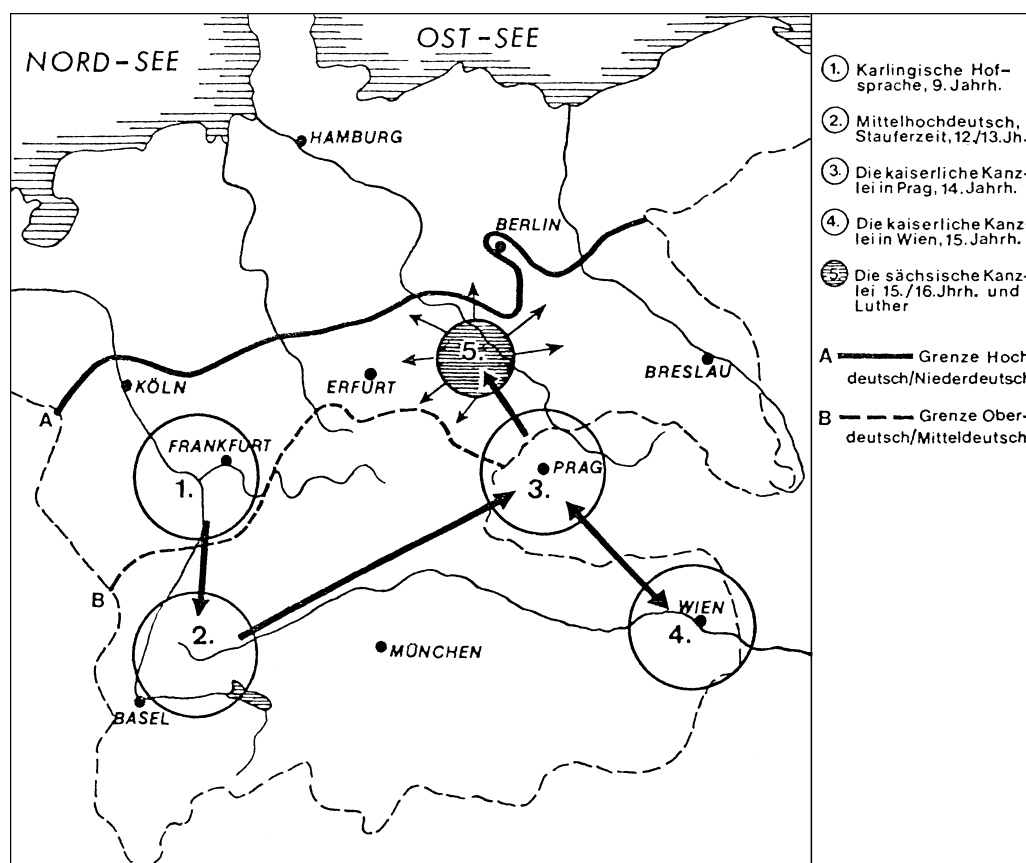 NORD-SEE
OST-SEE
HAMBURG
BERLIN
KÖLN
ERFURT
5.
BRESLAU
A
FRANKFURT
1.
PRAG
3.
B
2.
WIEN
4.
MÜNCHEN
BASEL
1. Karlingische Hof-
sprache, 9. Jahrh.
2. Mittelhochdeutsch,
Stauferzeit, 12./13. Jh.
3. Die kaiserliche Kanz-
lei in Prag, 14. Jahrh.
4. Die kaiserliche Kanz-
lei in Wien, 15. Jahrh.
5. Die sächsische Kanz-
lei 15./16. Jhrh. und
Luther
A Grenze Hoch
deutsch/Niederdeutsch
B Grenze Ober-
deutsch/Mitteldeutsch